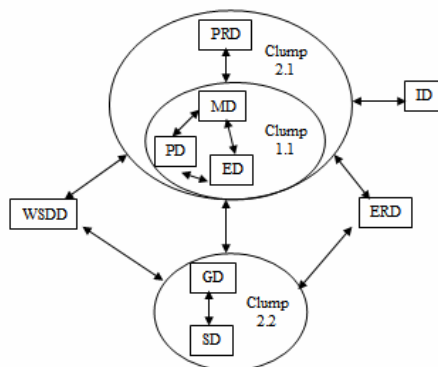 PRD
Clump
2.1
ID
MD
Clump
1.1
PD
ED
WSDD
ERD
GD
Clump
2.2
SD